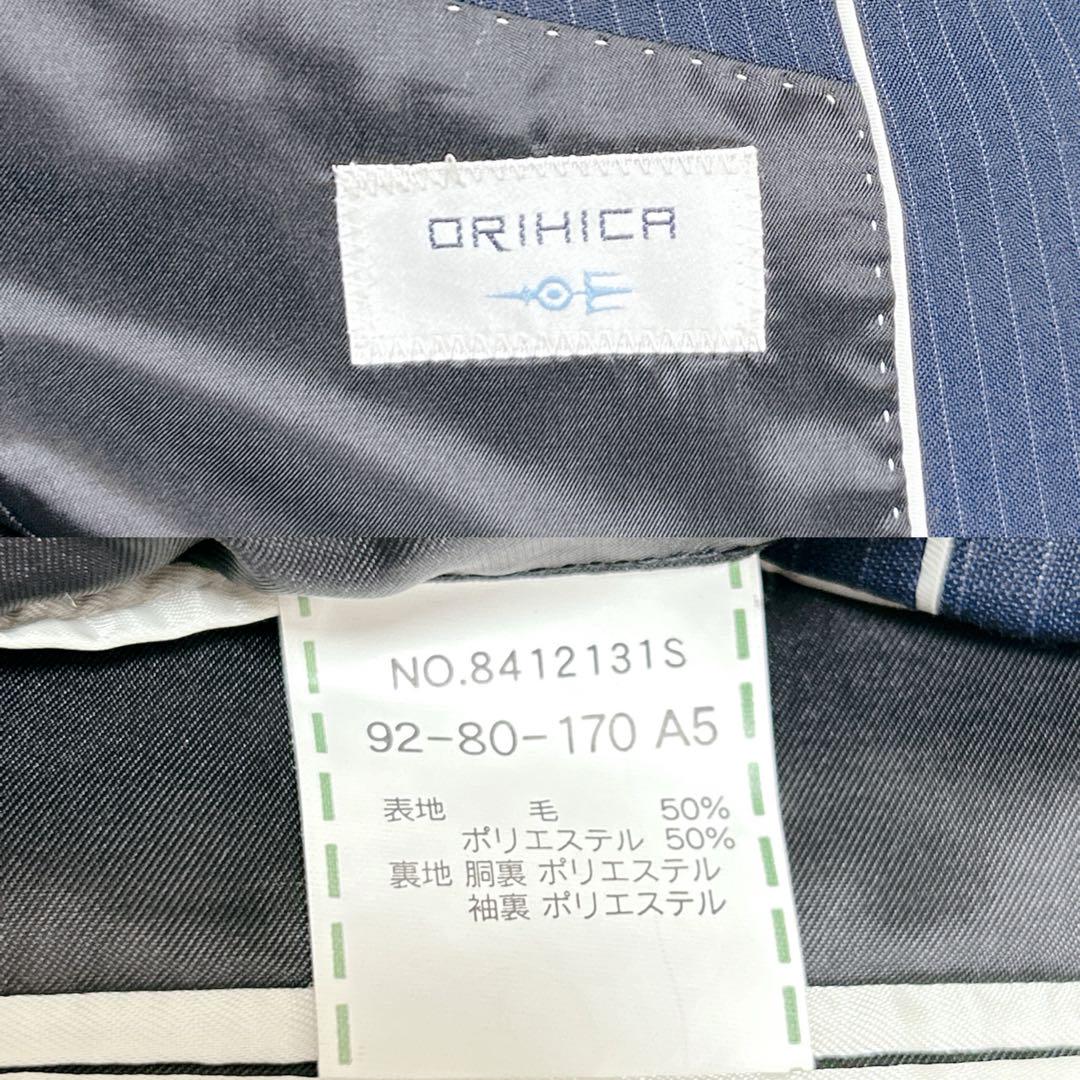 ORIHICA
NO.8412131S
92-80-170 A5
表地 毛 50%
ポリエステル 50%
裏地 胴裏 ポリエステル
袖裏 ポリエステル